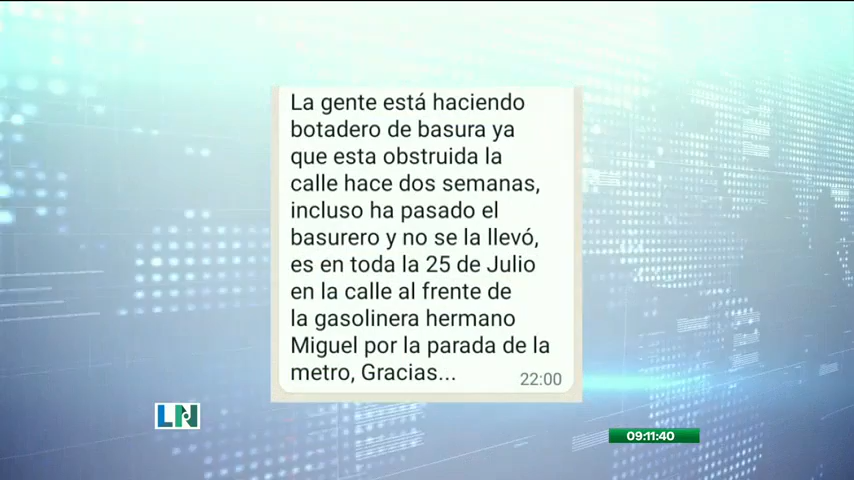 La gente está haciendo
botadero de basura ya
que esta obstruida la
calle hace dos semanas,
incluso ha pasado el
basurero y no se la llevó,
es en toda la 25 de Julio
en la calle al frente de
la gasolinera hermano
Miguel por la parada de la
metro, Gracias...
22:00
LN
09:11:40